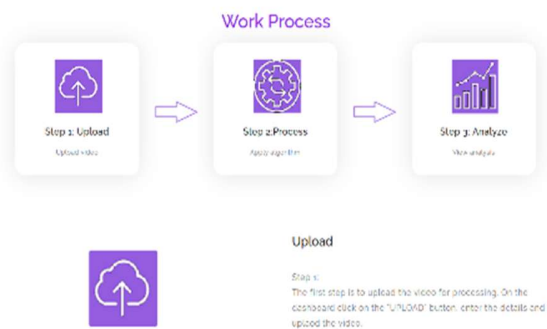 Work Process
Step 1: Upload
Upload video
Step 2:Process
Apply algorithm
Step 3: Analyze
View analysis
Upload
Step 1:
The first step is to upload the video for processing. On the
dashboard click on the "UPLOAD" button, enter the details and
upload the video.